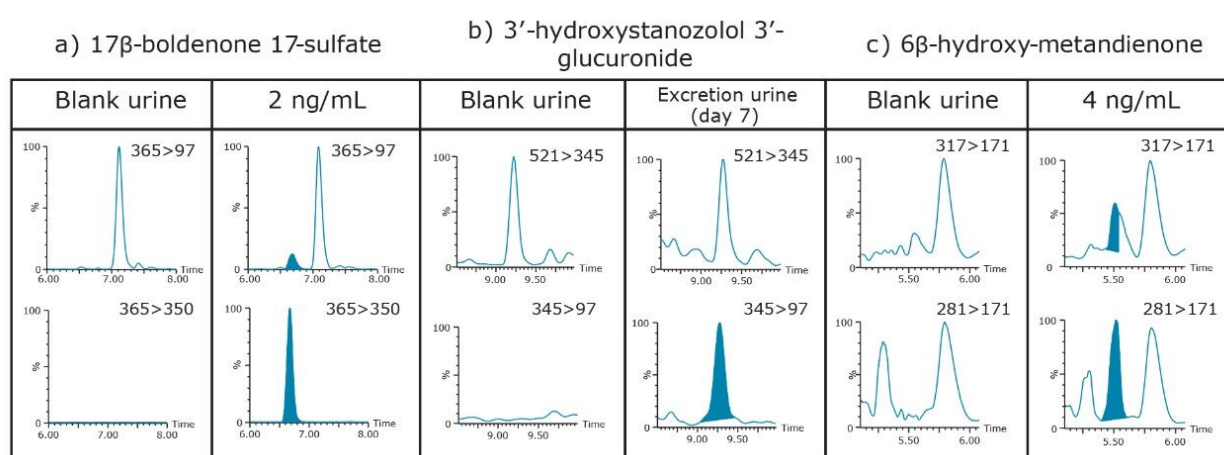 a) 17β-boldenone 17-sulfate
b) 3′-hydroxystanozolol 3′-
glucuronide
c) 6β-hydroxy-metandienone
Blank urine
2 ng/mL
Blank urine
Excretion urine
(day 7)
Blank urine
4 ng/mL
365>97
100
%
0
6.00 7.00 8.00 Time
365>97
100
%
0
6.00 7.00 8.00 Time
521>345
100
%
0
9.00 9.50 Time
521>345
100
%
0
9.00 9.50 Time
317>171
100
%
0
5.50 6.00 Time
317>171
100
%
0
5.50 6.00 Time
365>350
100
%
0
6.00 7.00 8.00 Time
365>350
100
%
0
6.00 7.00 8.00 Time
345>97
100
%
0
9.00 9.50 Time
345>97
100
%
0
9.00 9.50 Time
281>171
100
%
0
5.50 6.00 Time
281>171
100
%
0
5.50 6.00 Time